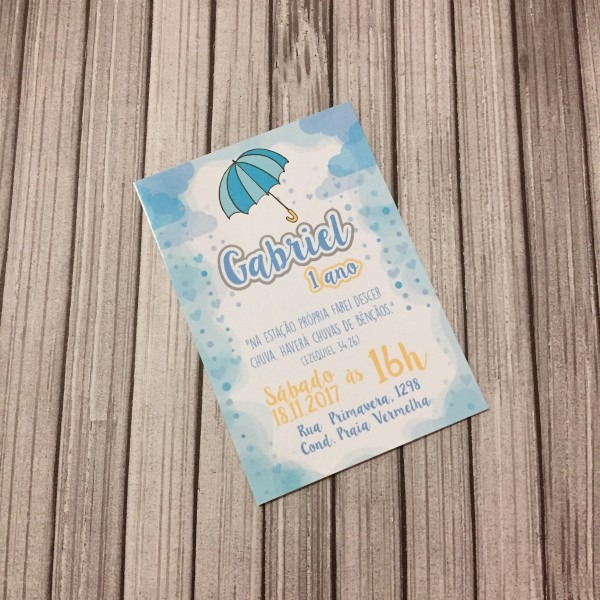 Gabriel
1 ano
"NA ESTAÇÃO PRÓPRIA FAREI DESCER
CHUVA. HAVERÁ CHUVAS DE BÊNÇÃOS."
(EZEQUIEL 34.26)
Sábado às 16h
18.11.2017
Rua Primavera, 1298
Cond. Praia Vermelha